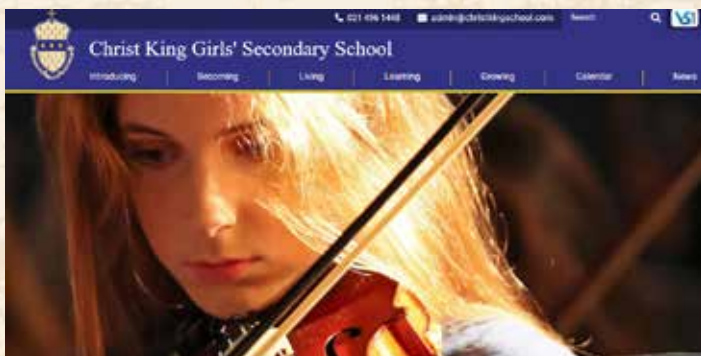 021 496 1448 admin@christkingschool.com Search VS
Christ King Girls' Secondary School
Introducing Becoming Living Learning Growing Calendar News